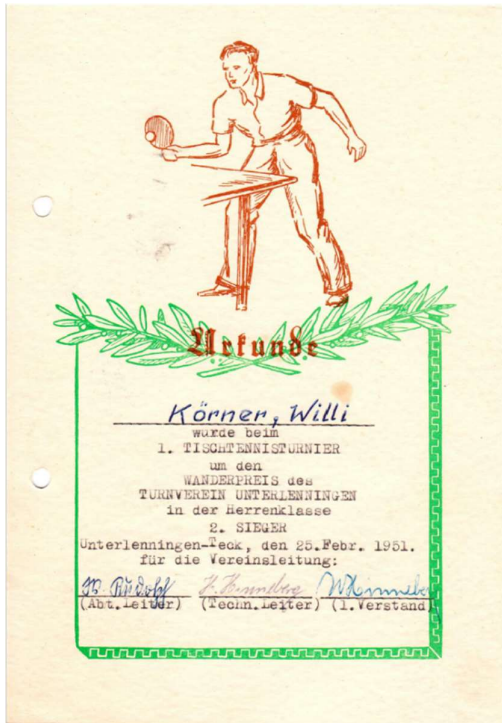 Urkunde
Körner, Willi
wurde beim
1. TISCHTENNISTURNIER
um den
WANDERPREIS des
TURNVEREIN UNTERLENNINGEN
in der Herrenklasse
2. SIEGER
Unterlenningen-Teck, den 25.Febr. 1951.
für die Vereinsleitung:
Rudolf
(Abt.Leiter) (Techn.Leiter) (1.Verstand)